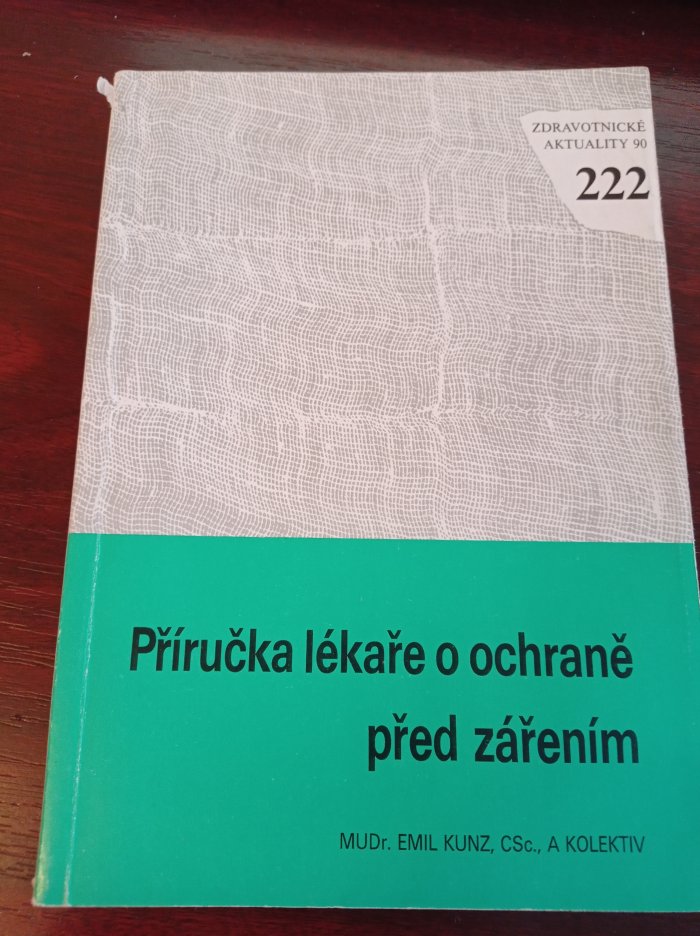 ZDRAVOTNICKÉ
AKTUALITY 90
222
Příručka lékaře o ochraně
před zářením
MUDr. EMIL KUNZ, CSc., A KOLEKTIV